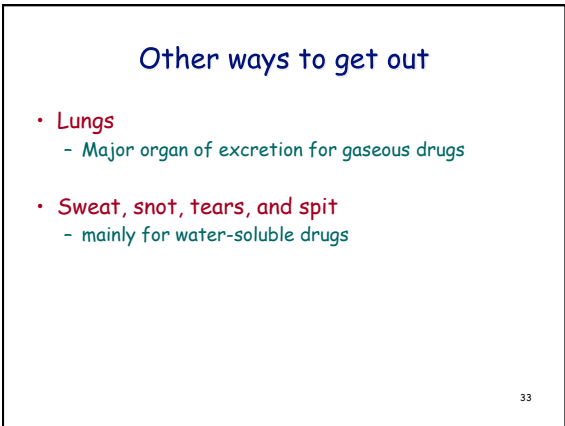 Other ways to get out
• Lungs
– Major organ of excretion for gaseous drugs
• Sweat, snot, tears, and spit
– mainly for water-soluble drugs
33